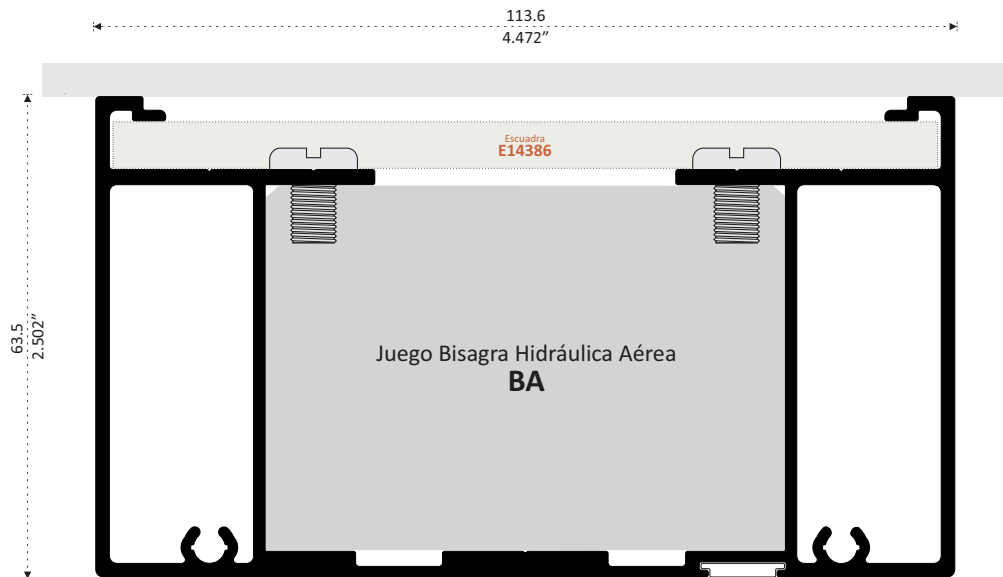 113.6
4.472”
Escuadra
E14386
63.5
2.502”
Juego Bisagra Hidráulica Aérea
BA